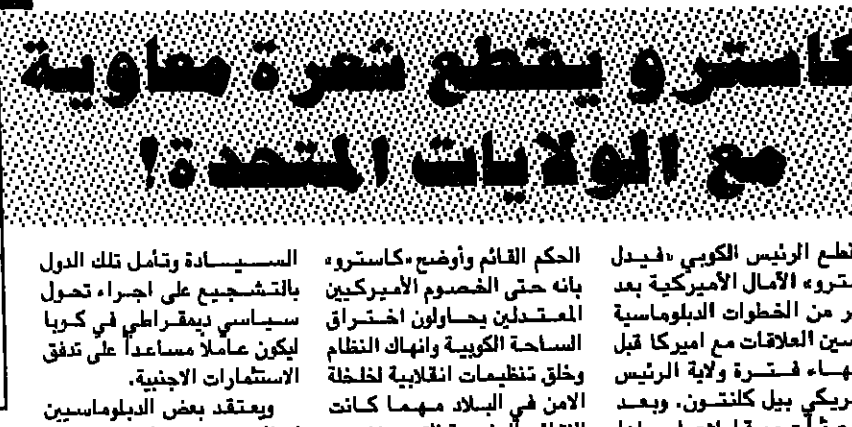 كاسترو يقطع شعرة معاوية
مع الولايات المتحدة!
قطع الرئيس الكوبي «فيدل
سترو» الآمال الأميركية بعد
ر من الخطوات الدبلوماسية
سين العلاقات مع اميركا قبل
هاء فترة ولاية الرئيس
ريكي بيل كلنتون. وبعد
الحكم القائم وأوضح «كاسترو»
بانه حتى الخصوم الأميركيين
المعتدلين يحاولون اختراق
الساحة الكوبية وانهاك النظام
وخلق تنظيمات انقلابية لخلخلة
الامن في البلاد مهما كانت
السيادة وتأمل تلك الدول
بالتشجيع على اجراء تحول
سياسي ديمقراطي في كوبا
ليكون عاملاً مساعداً على تدفق
الاستثمارات الاجنبية.
ويعتقد بعض الدبلوماسيين